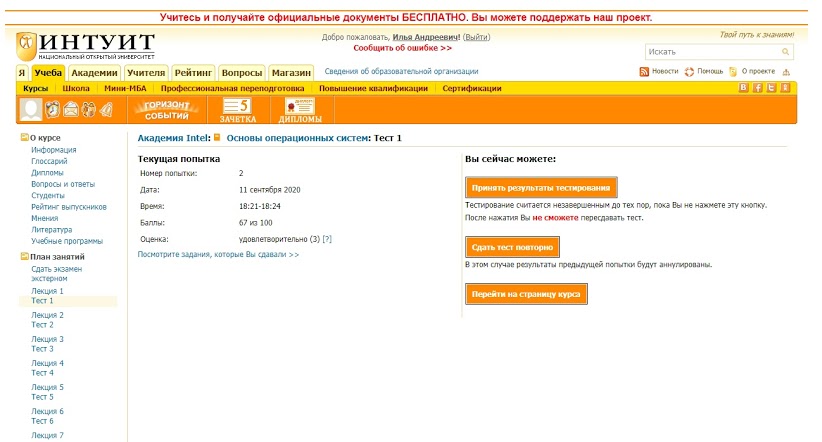 Учитесь и получайте официальные документы БЕСПЛАТНО. Вы можете поддержать наш проект.
ИНТУИТ
НАЦИОНАЛЬНЫЙ ОТКРЫТЫЙ УНИВЕРСИТЕТ
Добро пожаловать, Илья Андреевич! (Выйти)
Сообщить об ошибке >>
Твой путь к знаниям!
Искать
Я Учеба Академии Учителя Рейтинг Вопросы Магазин Сведения об образовательной организации
Новости Помощь О проекте
Курсы Школа Мини-МБА Профессиональная переподготовка Повышение квалификации Сертификации
ГОРИЗОНТ СОБЫТИЙ
5 ЗАЧЕТКА
ДИПЛОМЫ
О курсе
Информация
Глоссарий
Дипломы
Вопросы и ответы
Студенты
Рейтинг выпускников
Мнения
Литература
Учебные программы
План занятий
Сдать экзамен
экстерном
Лекция 1
Тест 1
Лекция 2
Тест 2
Лекция 3
Тест 3
Лекция 4
Тест 4
Лекция 5
Тест 5
Лекция 6
Тест 6
Лекция 7
Академия Intel: Основы операционных систем: Тест 1
Текущая попытка
Номер попытки: 2
Дата: 11 сентября 2020
Время: 18:21-18:24
Баллы: 67 из 100
Оценка: удовлетворительно (3) [?]
Посмотрите задания, которые Вы сдавали >>
Вы сейчас можете:
Принять результаты тестирования
Тестирование считается незавершенным до тех пор, пока Вы не нажмете эту кнопку.
После нажатия Вы не сможете пересдавать тест.
Сдать тест повторно
В этом случае результаты предыдущей попытки будут аннулированы.
Перейти на страницу курса